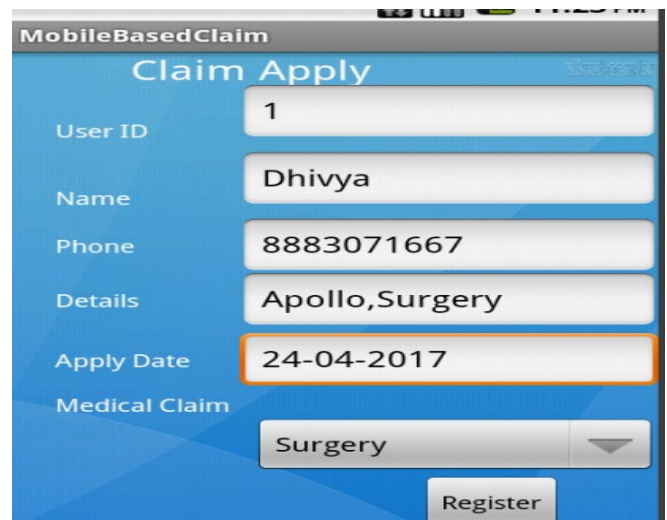 MobileBasedClaim
Claim Apply
User ID
1
Name
Dhivya
Phone
8883071667
Details
Apollo,Surgery
Apply Date
24-04-2017
Medical Claim
Surgery
Register